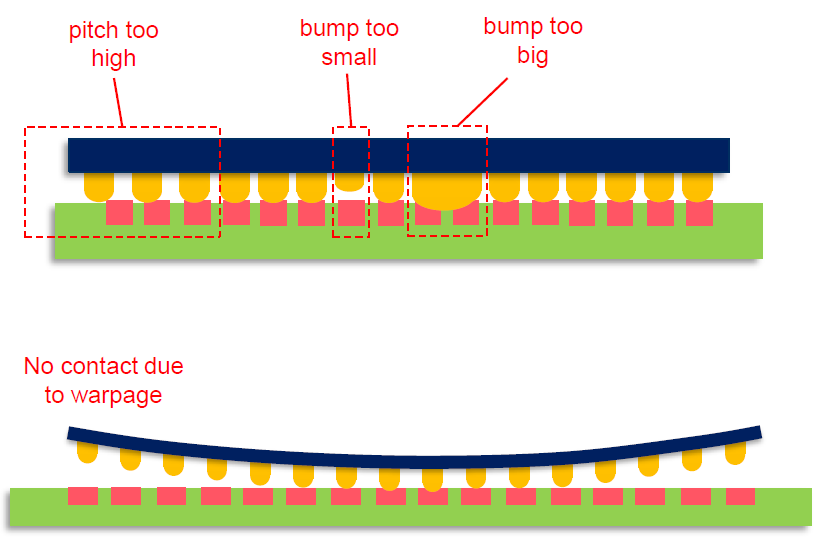 pitch too
high
bump too
small
bump too
big
No contact due
to warpage